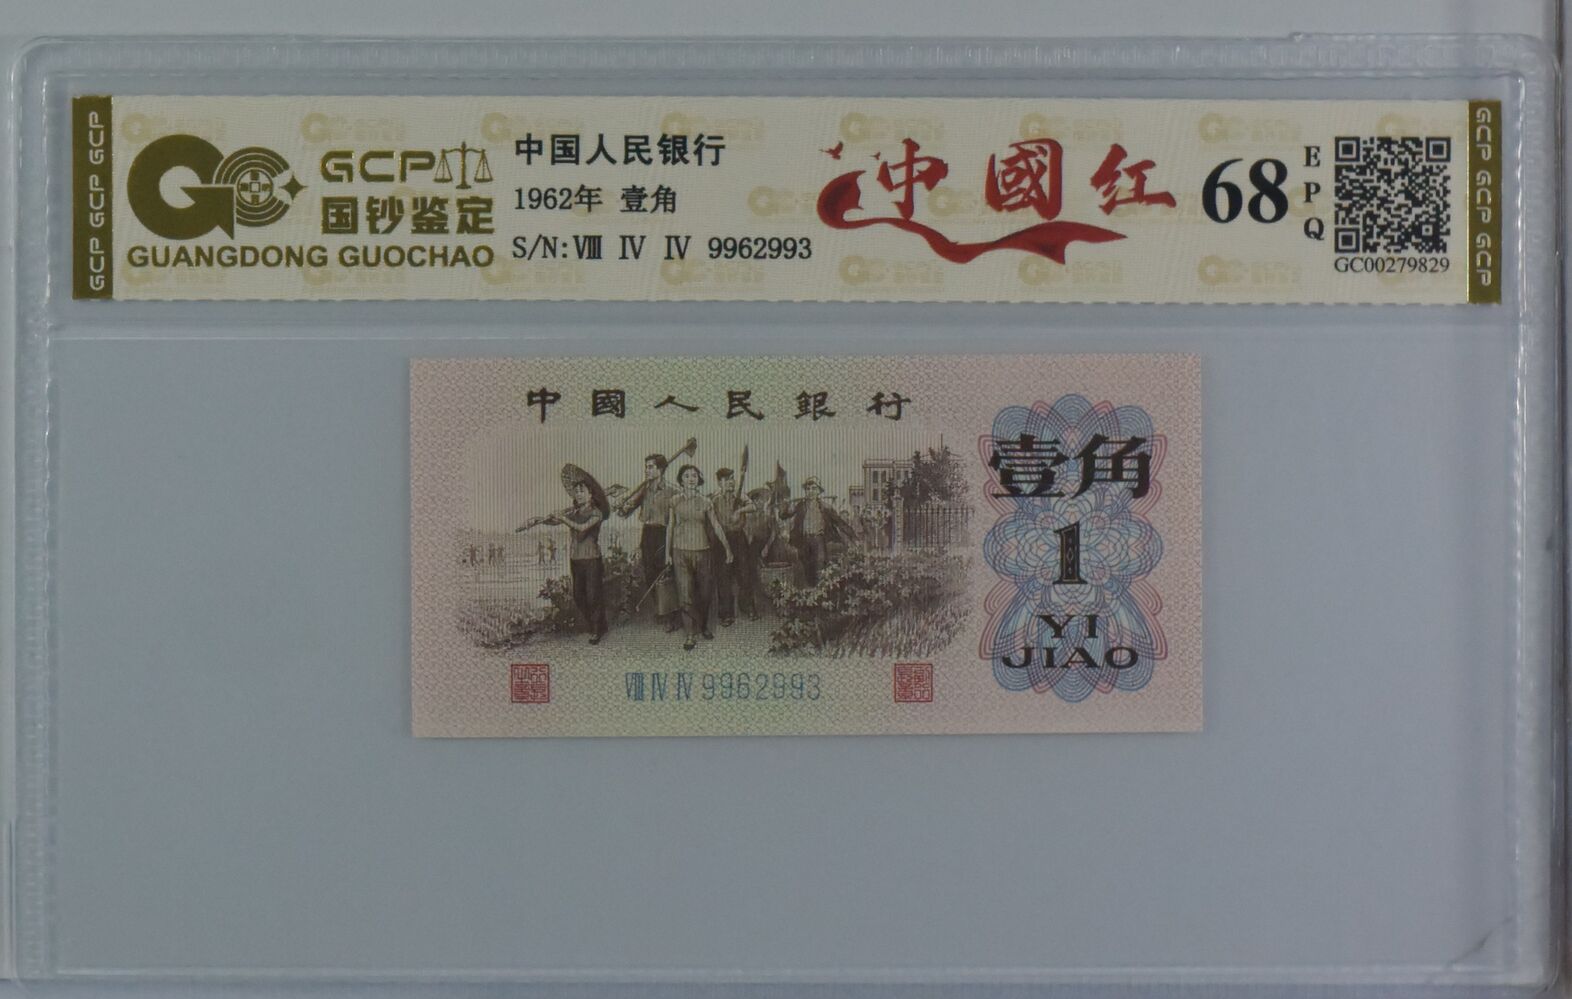 GCP GCP GCP
GCP
国钞鉴定
GUANGDONG GUOCHAO
中国人民银行
1962年 壹角
S/N: Ⅷ Ⅳ Ⅳ 9962993
中國红
68
EPQ
GC00279829
GCP GCP GCP
中國人民銀行
壹角
1
YI
JIAO
Ⅷ Ⅳ Ⅳ 9962993